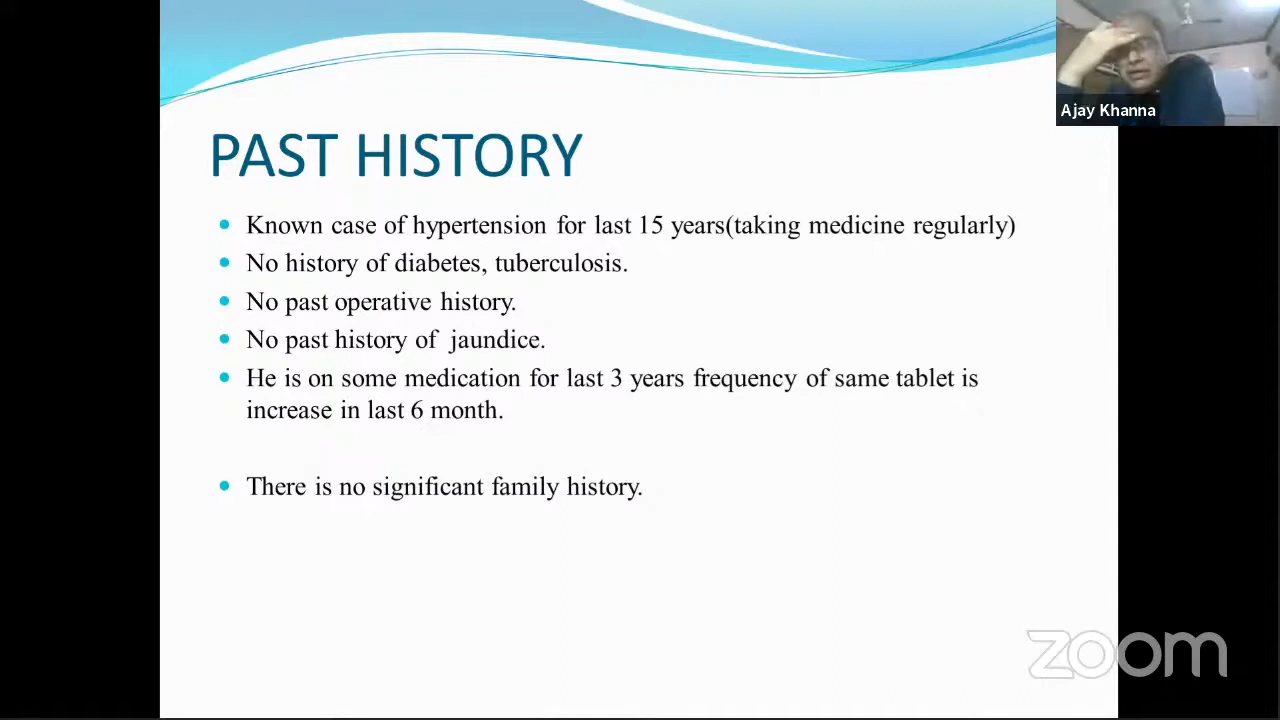 Ajay Khanna
PAST HISTORY
Known case of hypertension for last 15 years(taking medicine regularly)
No history of diabetes, tuberculosis.
No past operative history.
No past history of jaundice.
He is on some medication for last 3 years frequency of same tablet is
increase in last 6 month.
There is no significant family history.
zoom